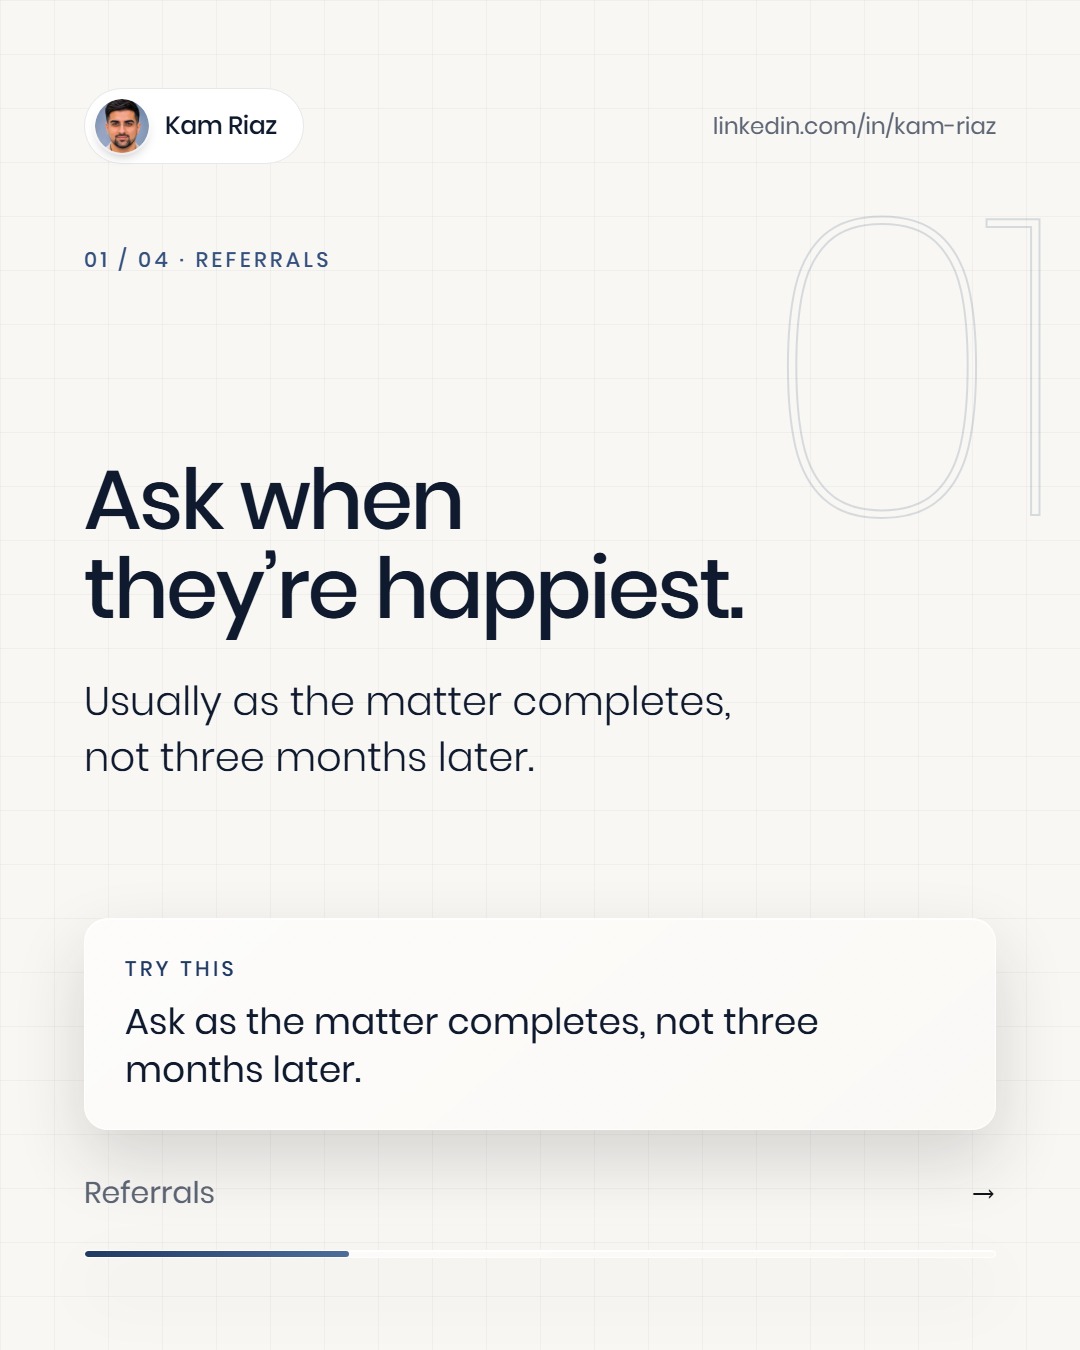 Kam Riaz
linkedin.com/in/kam-riaz
01 / 04 · REFERRALS
01
Ask when
they’re happiest.
Usually as the matter completes,
not three months later.
TRY THIS
Ask as the matter completes, not three
months later.
Referrals
→